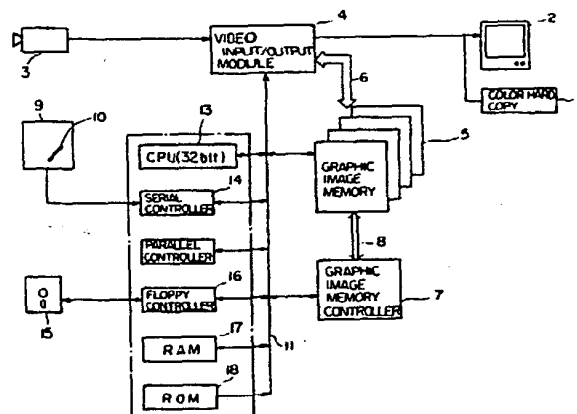 4
2
VIDEO
INPUT/OUTPUT
MODULE
3
6
COLOR HARD
COPY
9
10
13
5
CPU(32bit)
GRAPHIC
IMAGE
MEMORY
14
SERIAL
CONTROLLER
PARALLEL
CONTROLLER
8
16
FLOPPY
CONTROLLER
GRAPHIC
IMAGE
MEMORY
CONTROLLER
7
15
17
11
RAM
18
ROM